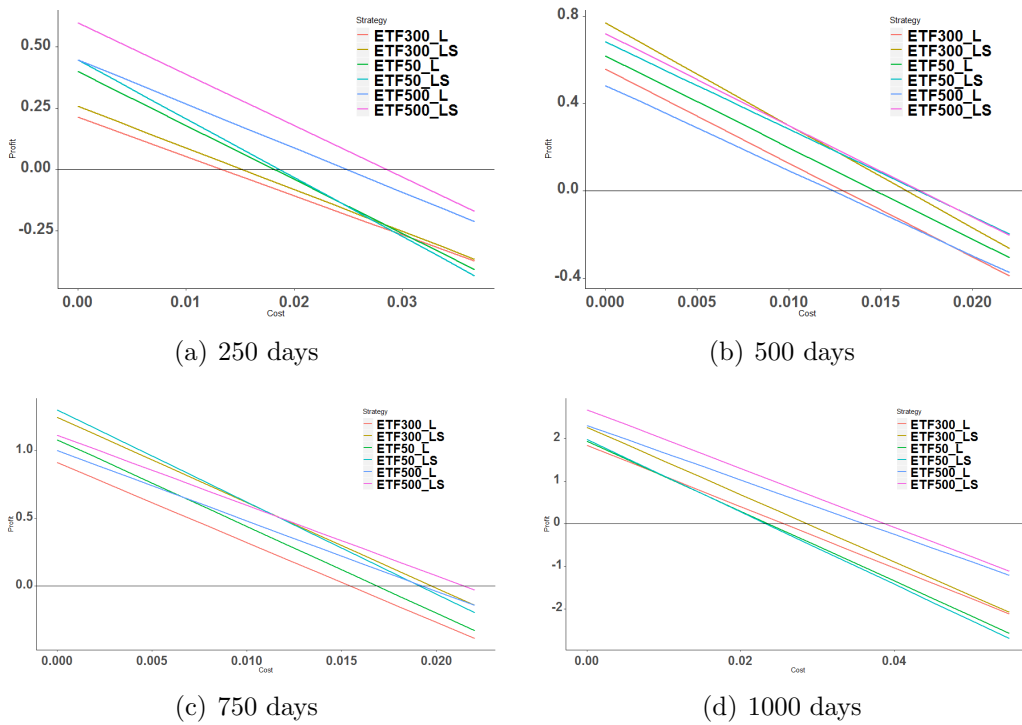 Strategy
ETF300_L
ETF300_LS
ETF50_L
ETF50_LS
ETF500_L
ETF500_LS
0.50
0.25
0.00
-0.25
Profit
0.00 0.01 0.02 0.03
Cost
(a) 250 days
Strategy
ETF300_L
ETF300_LS
ETF50_L
ETF50_LS
ETF500_L
ETF500_LS
0.8
0.4
0.0
-0.4
Profit
0.000 0.005 0.010 0.015 0.020
Cost
(b) 500 days
Strategy
ETF300_L
ETF300_LS
ETF50_L
ETF50_LS
ETF500_L
ETF500_LS
1.0
0.5
0.0
Profit
0.000 0.005 0.010 0.015 0.020
Cost
(c) 750 days
Strategy
ETF300_L
ETF300_LS
ETF50_L
ETF50_LS
ETF500_L
ETF500_LS
2
1
0
-1
-2
Profit
0.00 0.02 0.04
Cost
(d) 1000 days